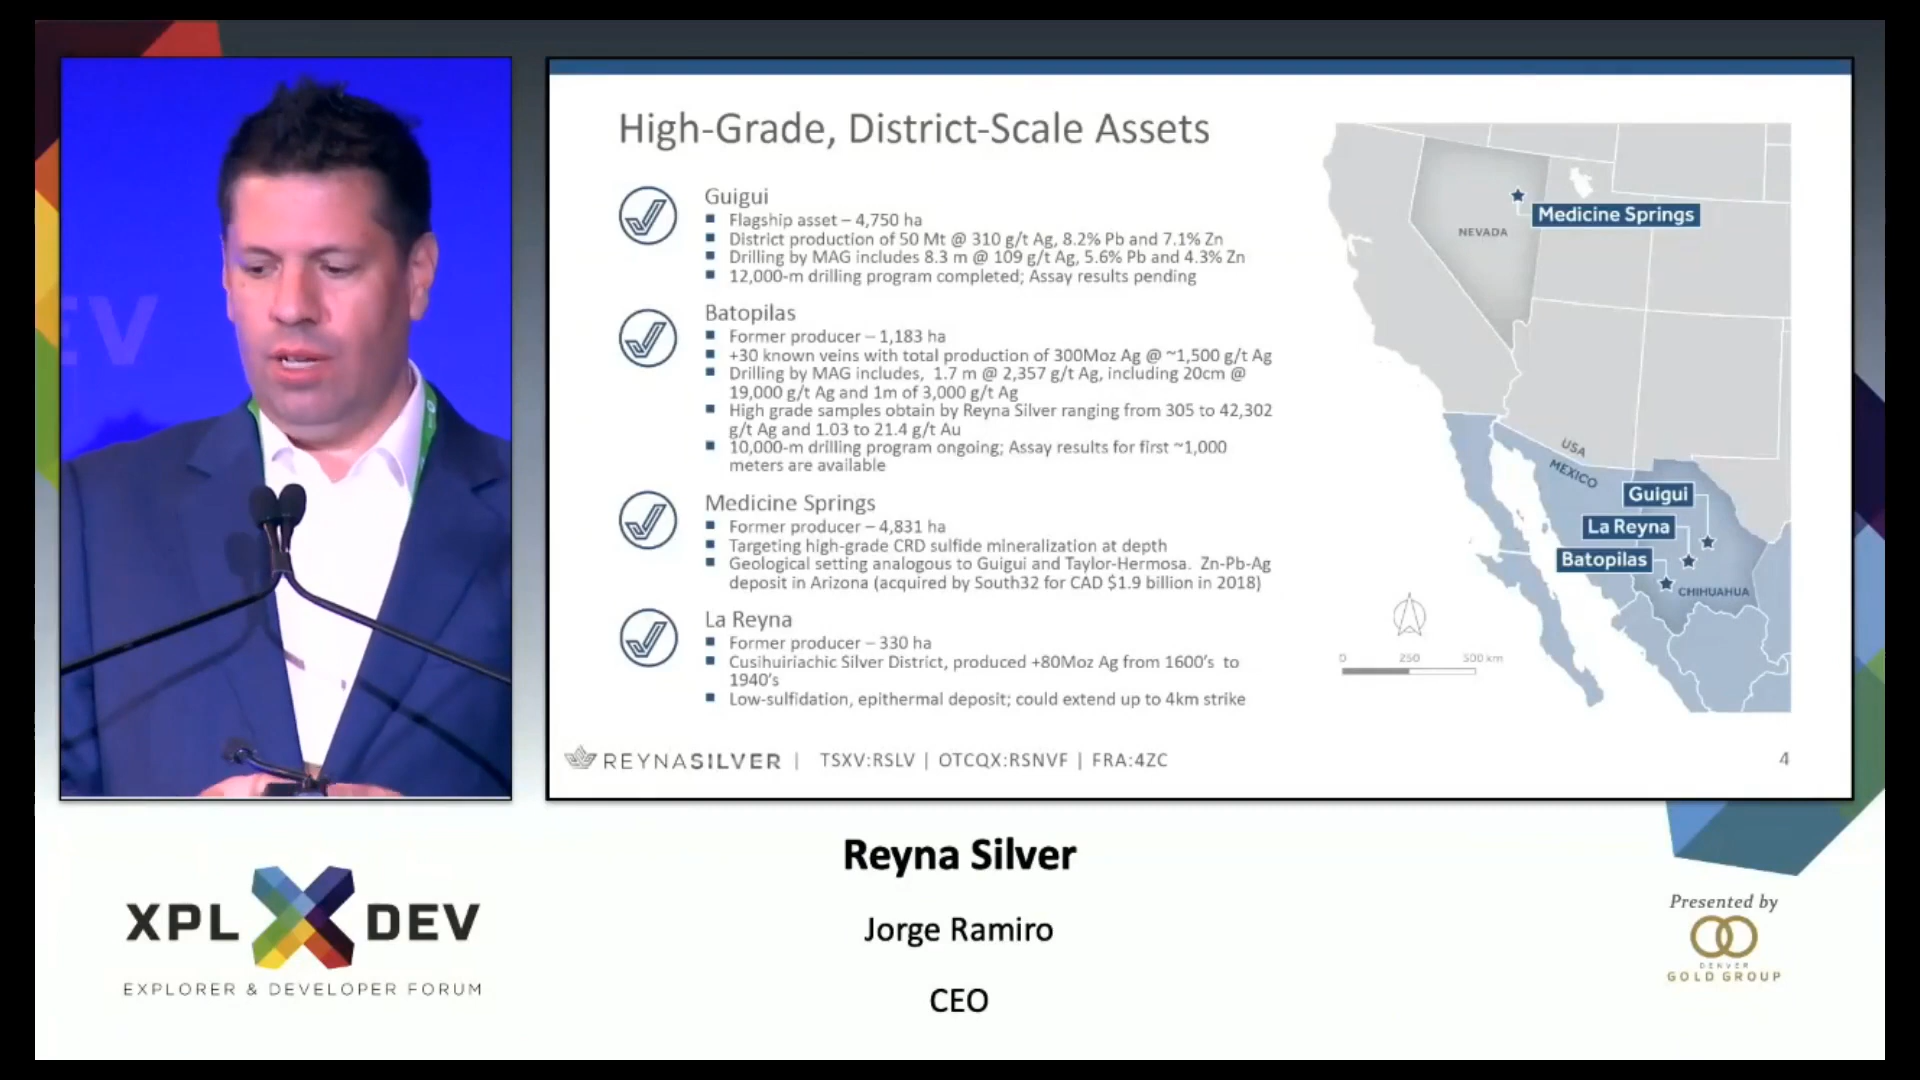 High-Grade, District-Scale Assets
Guigui
Flagship asset – 4,750 ha
District production of 50 Mt @ 310 g/t Ag, 8.2% Pb and 7.1% Zn
Drilling by MAG includes 8.3 m @ 109 g/t Ag, 5.6% Pb and 4.3% Zn
12,000-m drilling program completed; Assay results pending
Batopilas
Former producer – 1,183 ha
+30 known veins with total production of 300Moz Ag @ ~1,500 g/t Ag
Drilling by MAG includes, 1.7 m @ 2,357 g/t Ag, including 20cm @
19,000 g/t Ag and 1m of 3,000 g/t Ag
High grade samples obtain by Reyna Silver ranging from 305 to 42,302
g/t Ag and 1.03 to 21.4 g/t Au
10,000-m drilling program ongoing; Assay results for first ~1,000
meters are available
Medicine Springs
Former producer – 4,831 ha
Targeting high-grade CRD sulfide mineralization at depth
Geological setting analogous to Guigui and Taylor-Hermosa. Zn-Pb-Ag
deposit in Arizona (acquired by South32 for CAD $1.9 billion in 2018)
La Reyna
Former producer – 330 ha
Cusihuiriachic Silver District, produced +80Moz Ag from 1600's to
1940's
Low-sulfidation, epithermal deposit; could extend up to 4km strike
Medicine Springs
NEVADA
USA
MEXICO
Guigui
La Reyna
Batopilas
CHIHUAHUA
0 250 500 km
REYNASILVER | TSXV:RSLV | OTCQX:RSNVF | FRA:4ZC
4
EV
Reyna Silver
Jorge Ramiro
CEO
XPL DEV
EXPLORER & DEVELOPER FORUM
Presented by
DENVER
GOLD GROUP